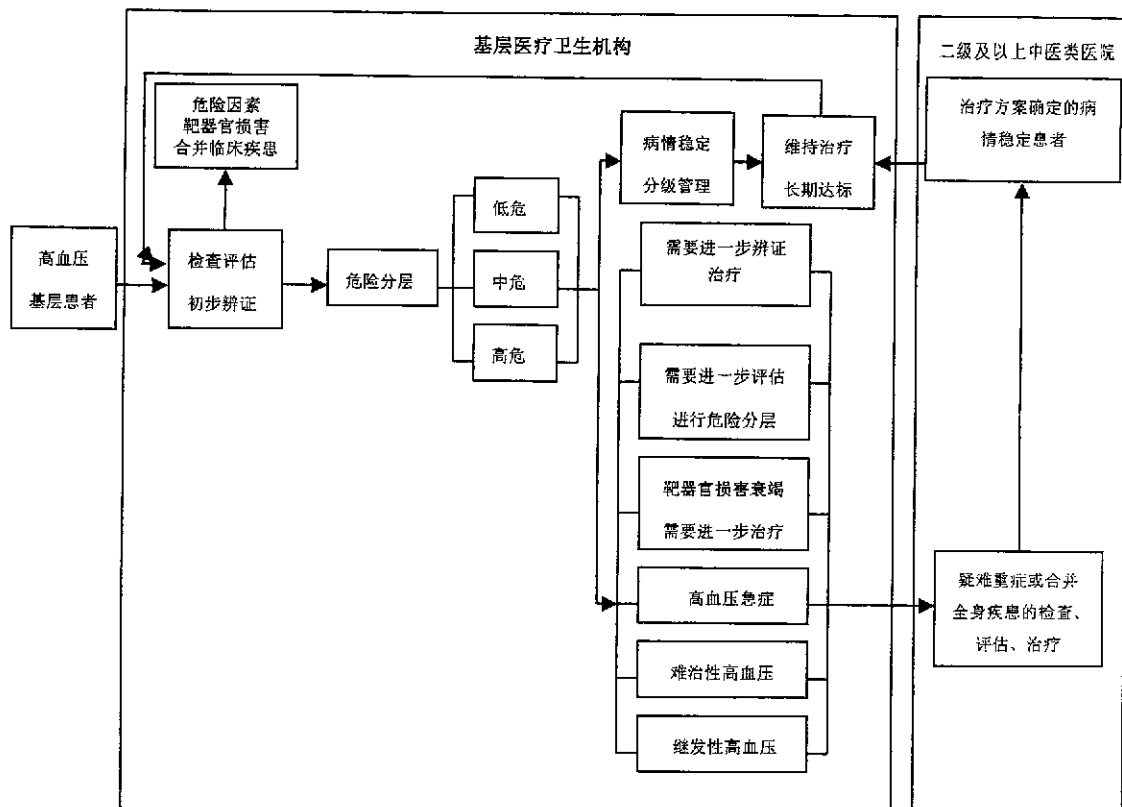 基层医疗卫生机构
二级及以上中医类医院
危险因素
靶器官损害
合并临床疾患
高血压
基层患者
检查评估
初步辨证
危险分层
低危
中危
高危
病情稳定
分级管理
维持治疗
长期达标
需要进一步辨证
治疗
需要进一步评估
进行危险分层
靶器官损害衰竭
需要进一步治疗
高血压急症
难治性高血压
继发性高血压
治疗方案确定的病
情稳定患者
疑难重症或合并
全身疾患的检查、
评估、治疗